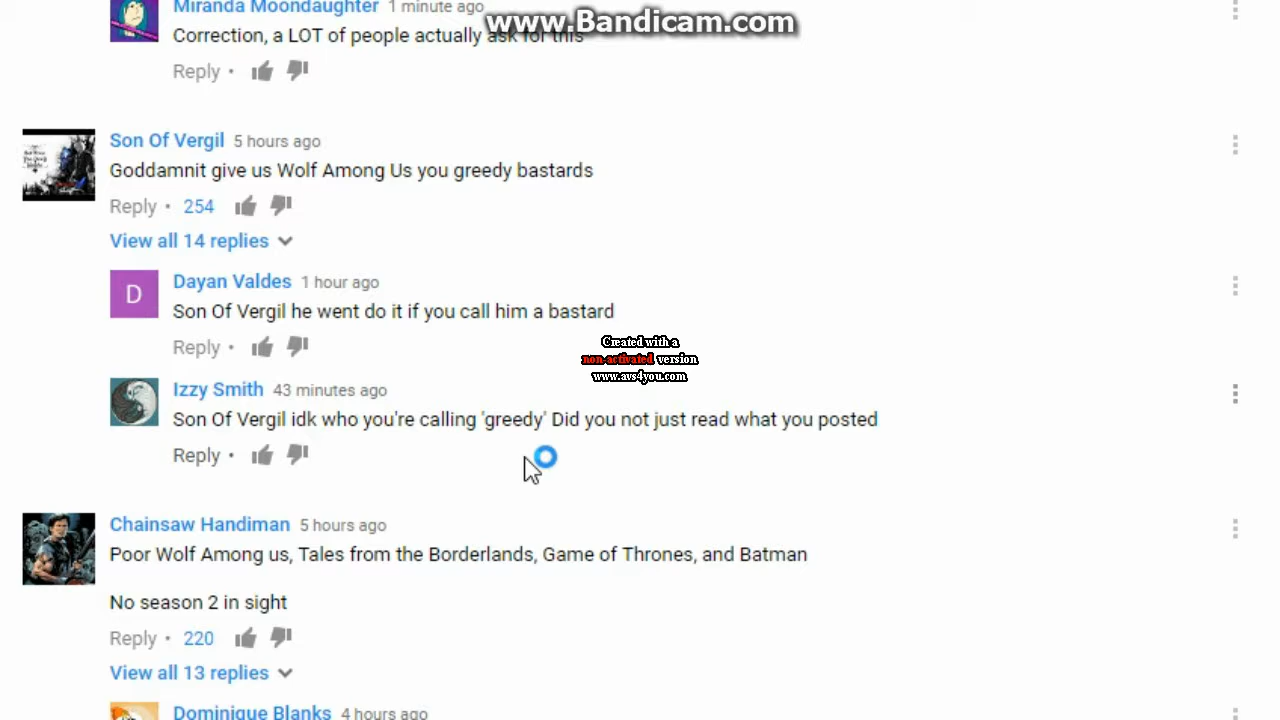 Miranda Moondaughter 1 minute ago
www.Bandicam.com
Correction, a LOT of people actually ask for this
Reply •
Son Of Vergil 5 hours ago
Goddamnit give us Wolf Among Us you greedy bastards
Reply • 254
View all 14 replies
D
Dayan Valdes 1 hour ago
Son Of Vergil he went do it if you call him a bastard
Reply •
Created with a
non-activated version
www.avs4you.com
Izzy Smith 43 minutes ago
Son Of Vergil idk who you're calling 'greedy' Did you not just read what you posted
Reply •
Chainsaw Handiman 5 hours ago
Poor Wolf Among us, Tales from the Borderlands, Game of Thrones, and Batman
No season 2 in sight
Reply • 220
View all 13 replies
Dominique Blanks 4 hours ago